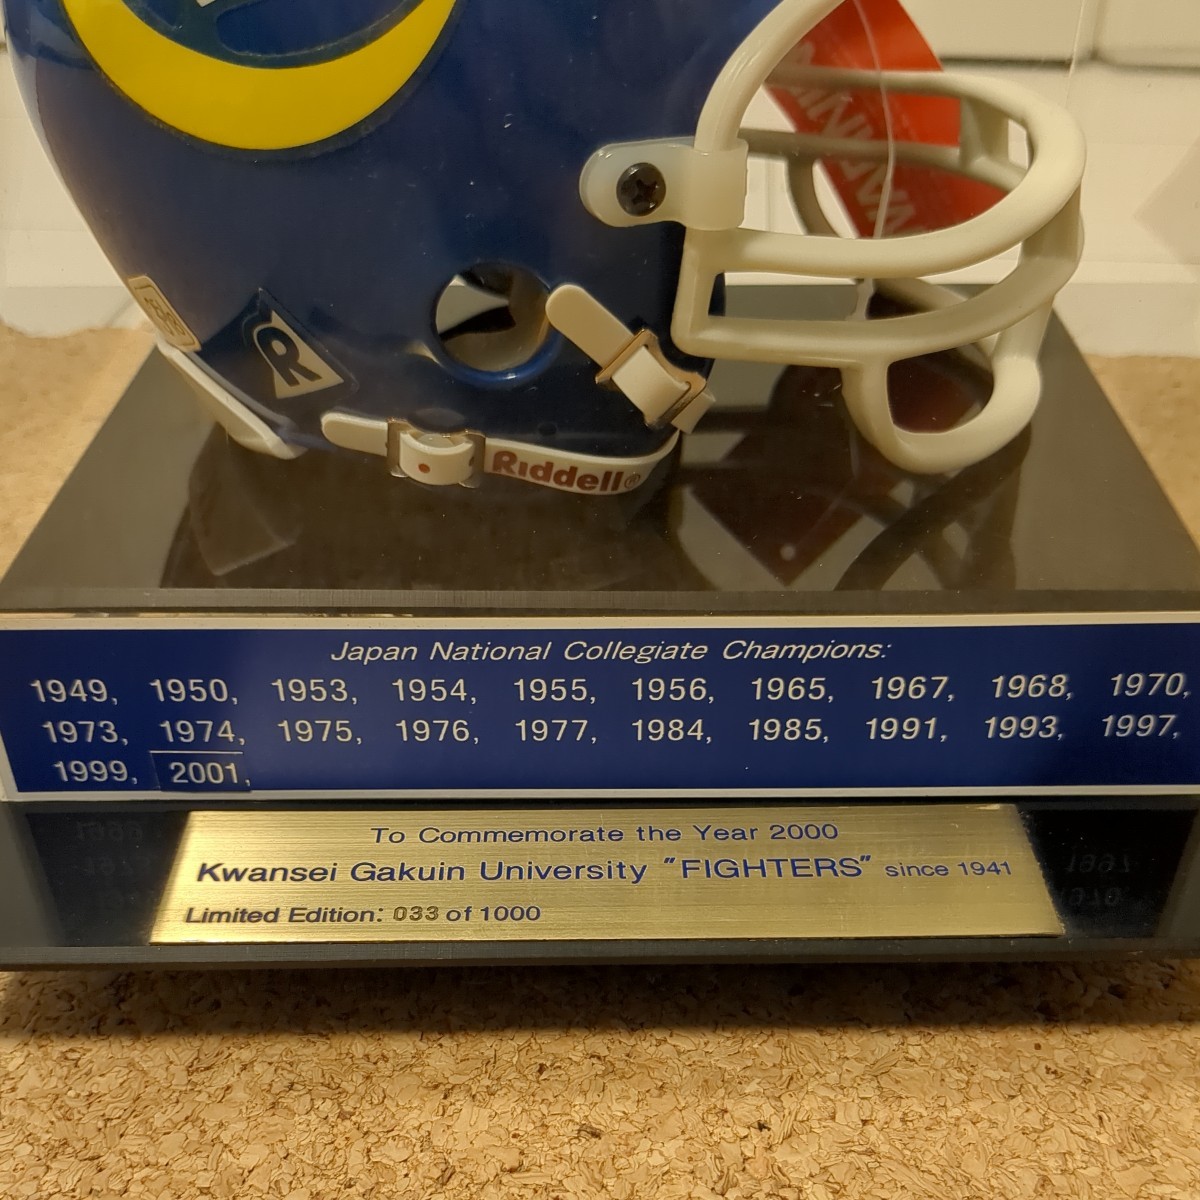 WARNING
R
Riddell®
Japan National Collegiate Champions:
1949, 1950, 1953, 1954, 1955, 1956, 1965, 1967, 1968, 1970,
1973, 1974, 1975, 1976, 1977, 1984, 1985, 1991, 1993, 1997,
1999, 2001,
To Commemorate the Year 2000
Kwansei Gakuin University "FIGHTERS" since 1941
Limited Edition: 033 of 1000